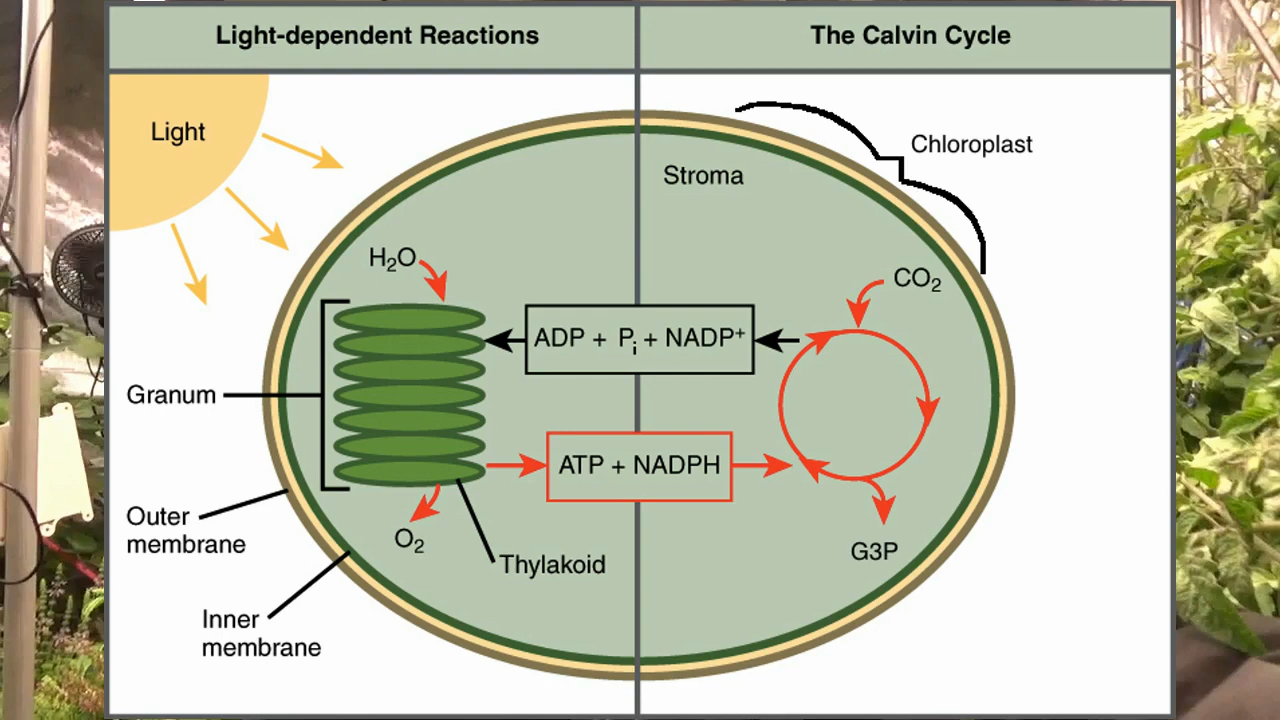 Light-dependent Reactions
The Calvin Cycle
Light
Chloroplast
Stroma
H₂O
CO₂
ADP + Pᵢ + NADP⁺
Granum
ATP + NADPH
Outer
membrane
O₂
Thylakoid
G3P
Inner
membrane